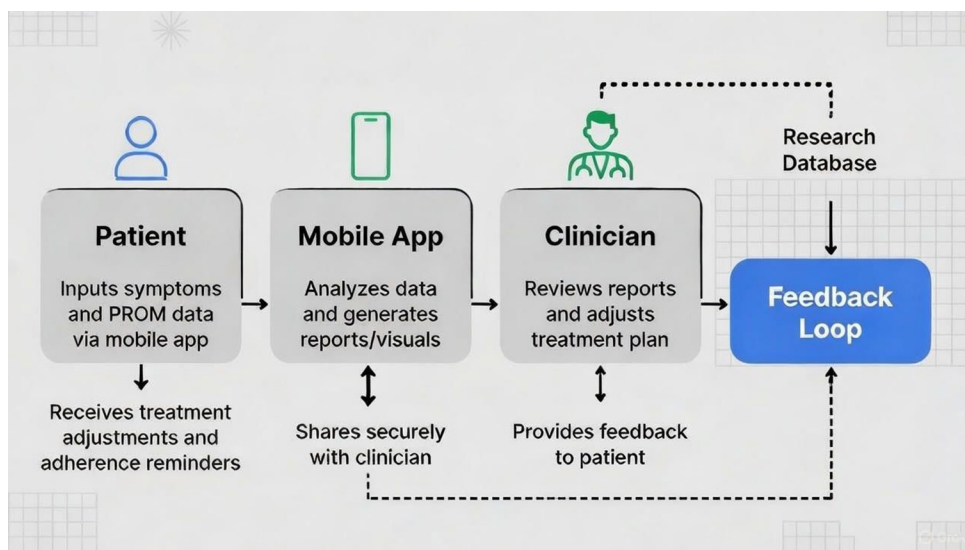 Research
Database
Patient
Inputs symptoms
and PROM data
via mobile app
Mobile App
Analyzes data
and generates
reports/visuals
Clinician
Reviews reports
and adjusts
treatment plan
Feedback
Loop
Receives treatment
adjustments and
adherence reminders
Shares securely
with clinician
Provides feedback
to patient